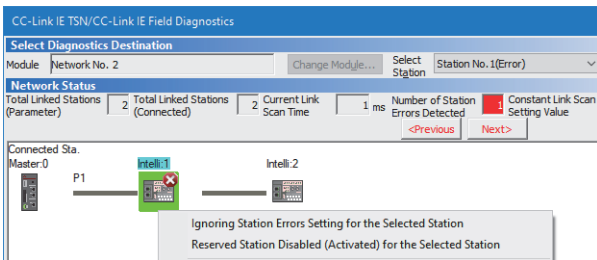 CC-Link IE TSN/CC-Link IE Field Diagnostics
Select Diagnostics Destination
Module Network No. 2 Change Module... Select Station Station No.1(Error)
Network Status
Total Linked Stations (Parameter) 2 Total Linked Stations (Connected) 2 Current Link Scan Time 1 ms Number of Station Errors Detected 1 Constant Link Scan Setting Value
<Previous Next>
Connected Sta.
Master:0 Intelli:1 Intelli:2
P1
Ignoring Station Errors Setting for the Selected Station
Reserved Station Disabled (Activated) for the Selected Station